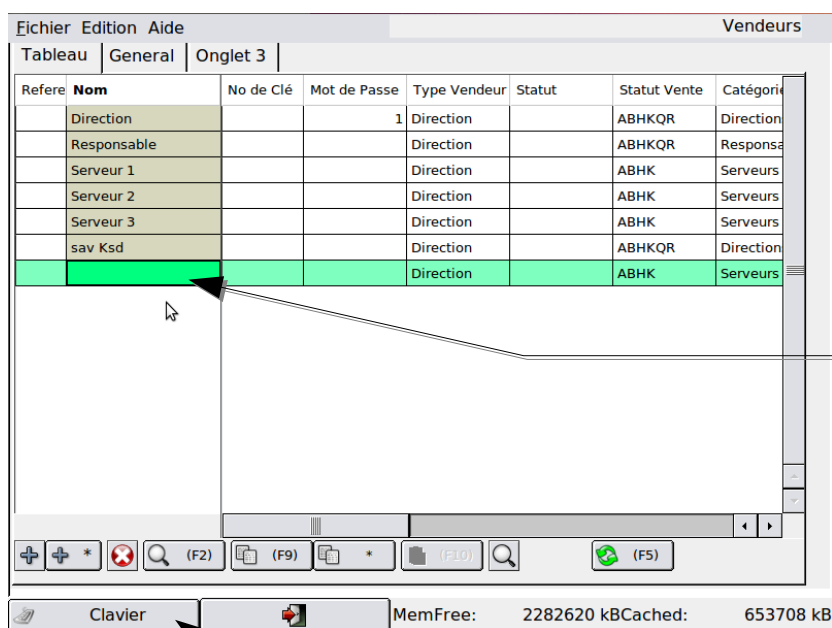 Fichier Edition Aide Vendeurs
Tableau General Onglet 3
Refere Nom No de Clé Mot de Passe Type Vendeur Statut Statut Vente Catégorie
Direction 1 Direction ABHKQR Direction
Responsable Direction ABHKQR Responsa
Serveur 1 Direction ABHK Serveurs
Serveur 2 Direction ABHK Serveurs
Serveur 3 Direction ABHK Serveurs
sav Ksd Direction ABHKQR Direction
Direction ABHK Serveurs
* (F2) (F9) * (F10) (F5)
Clavier MemFree: 2282620 kBCached: 653708 kB